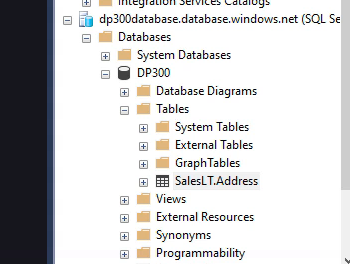 Integration Services Catalogs
dp300database.database.windows.net (SQL Se
Databases
System Databases
DP300
Database Diagrams
Tables
System Tables
External Tables
GraphTables
SalesLT.Address
Views
External Resources
Synonyms
Programmability